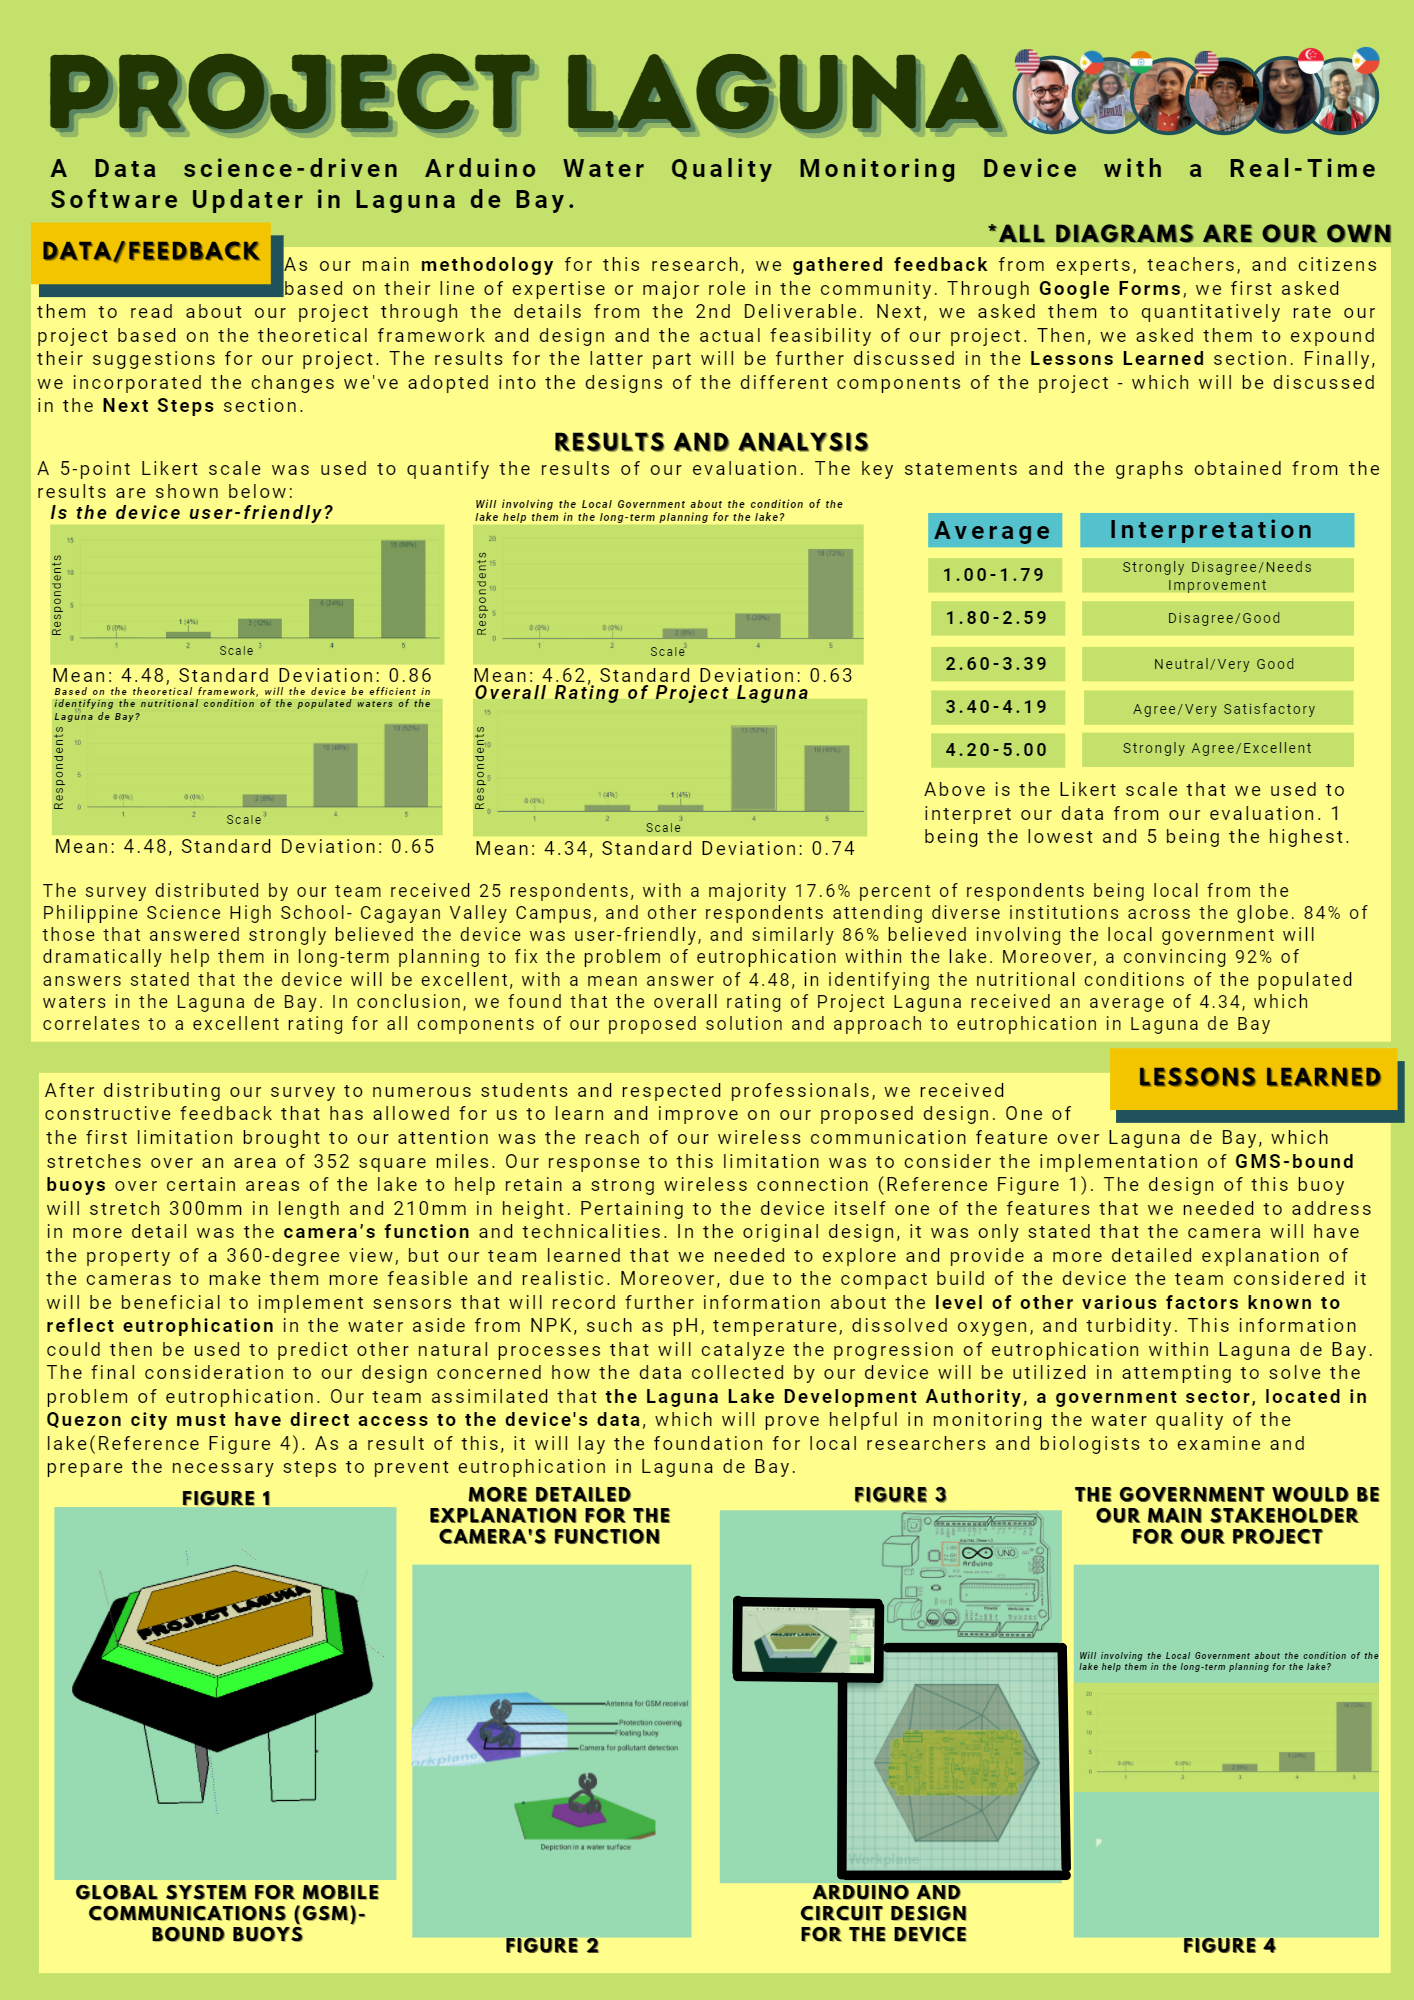 PROJECT LAGUNA
A Data science-driven Arduino Water Quality Monitoring Device with a Real-Time
Software Updater in Laguna de Bay.
DATA/FEEDBACK
*ALL DIAGRAMS ARE OUR OWN
As our main methodology for this research, we gathered feedback from experts, teachers, and citizens
based on their line of expertise or major role in the community. Through Google Forms, we first asked
them to read about our project through the details from the 2nd Deliverable. Next, we asked them to quantitatively rate our
project based on the theoretical framework and design and the actual feasibility of our project. Then, we asked them to expound
their suggestions for our project. The results for the latter part will be further discussed in the Lessons Learned section. Finally,
we incorporated the changes we've adopted into the designs of the different components of the project - which will be discussed
in the Next Steps section.
RESULTS AND ANALYSIS
A 5-point Likert scale was used to quantify the results of our evaluation. The key statements and the graphs obtained from the
results are shown below:
Is the device user-friendly?
Respondents
15
10
5
0
0 (0%)
1 (4%)
3 (12%)
6 (24%)
15 (60%)
1
2
3
4
5
Scale
Mean: 4.48, Standard Deviation: 0.86
Will involving the Local Government about the condition of the
lake help them in the long-term planning for the lake?
Respondents
20
15
10
5
0
0 (0%)
0 (0%)
2 (8%)
5 (20%)
18 (72%)
1
2
3
4
5
Scale
Mean: 4.62, Standard Deviation: 0.63
Based on the theoretical framework, will the device be efficient in
identifying the nutritional condition of the populated waters of the
Laguna de Bay?
Respondents
15
10
5
0
0 (0%)
0 (0%)
2 (8%)
10 (40%)
13 (52%)
1
2
3
4
5
Scale
Mean: 4.48, Standard Deviation: 0.65
Overall Rating of Project Laguna
Respondents
15
10
5
0
0 (0%)
1 (4%)
1 (4%)
13 (52%)
10 (40%)
1
2
3
4
5
Scale
Mean: 4.34, Standard Deviation: 0.74
Average Interpretation
1.00-1.79 Strongly Disagree/Needs
Improvement
1.80-2.59 Disagree/Good
2.60-3.39 Neutral/Very Good
3.40-4.19 Agree/Very Satisfactory
4.20-5.00 Strongly Agree/Excellent
Above is the Likert scale that we used to
interpret our data from our evaluation. 1
being the lowest and 5 being the highest.
The survey distributed by our team received 25 respondents, with a majority 17.6% percent of respondents being local from the
Philippine Science High School- Cagayan Valley Campus, and other respondents attending diverse institutions across the globe. 84% of
those that answered strongly believed the device was user-friendly, and similarly 86% believed involving the local government will
dramatically help them in long-term planning to fix the problem of eutrophication within the lake. Moreover, a convincing 92% of
answers stated that the device will be excellent, with a mean answer of 4.48, in identifying the nutritional conditions of the populated
waters in the Laguna de Bay. In conclusion, we found that the overall rating of Project Laguna received an average of 4.34, which
correlates to a excellent rating for all components of our proposed solution and approach to eutrophication in Laguna de Bay
LESSONS LEARNED
After distributing our survey to numerous students and respected professionals, we received
constructive feedback that has allowed for us to learn and improve on our proposed design. One of
the first limitation brought to our attention was the reach of our wireless communication feature over Laguna de Bay, which
stretches over an area of 352 square miles. Our response to this limitation was to consider the implementation of GMS-bound
buoys over certain areas of the lake to help retain a strong wireless connection (Reference Figure 1). The design of this buoy
will stretch 300mm in length and 210mm in height. Pertaining to the device itself one of the features that we needed to address
in more detail was the camera's function and technicalities. In the original design, it was only stated that the camera will have
the property of a 360-degree view, but our team learned that we needed to explore and provide a more detailed explanation of
the cameras to make them more feasible and realistic. Moreover, due to the compact build of the device the team considered it
will be beneficial to implement sensors that will record further information about the level of other various factors known to
reflect eutrophication in the water aside from NPK, such as pH, temperature, dissolved oxygen, and turbidity. This information
could then be used to predict other natural processes that will catalyze the progression of eutrophication within Laguna de Bay.
The final consideration to our design concerned how the data collected by our device will be utilized in attempting to solve the
problem of eutrophication. Our team assimilated that the Laguna Lake Development Authority, a government sector, located in
Quezon city must have direct access to the device's data, which will prove helpful in monitoring the water quality of the
lake(Reference Figure 4). As a result of this, it will lay the foundation for local researchers and biologists to examine and
prepare the necessary steps to prevent eutrophication in Laguna de Bay.
FIGURE 1
PROJECT LAGUNA
GLOBAL SYSTEM FOR MOBILE
COMMUNICATIONS (GSM)-
BOUND BUOYS
MORE DETAILED
EXPLANATION FOR THE
CAMERA'S FUNCTION
Antenna for GSM receival
Protection covering
Floating buoy
Camera for pollutant detection
orkplane
Depiction in a water surface
FIGURE 2
FIGURE 3
UNO
Arduino
POWER
ANALOG IN
PROJECT LAGUNA
Workplane
ARDUINO AND
CIRCUIT DESIGN
FOR THE DEVICE
THE GOVERNMENT WOULD BE
OUR MAIN STAKEHOLDER
FOR OUR PROJECT
Will involving the Local Government about the condition of the
lake help them in the long-term planning for the lake?
20
15
10
5
0
0 (0%)
0 (0%)
2 (8%)
5 (20%)
18 (72%)
1
2
3
4
5
FIGURE 4